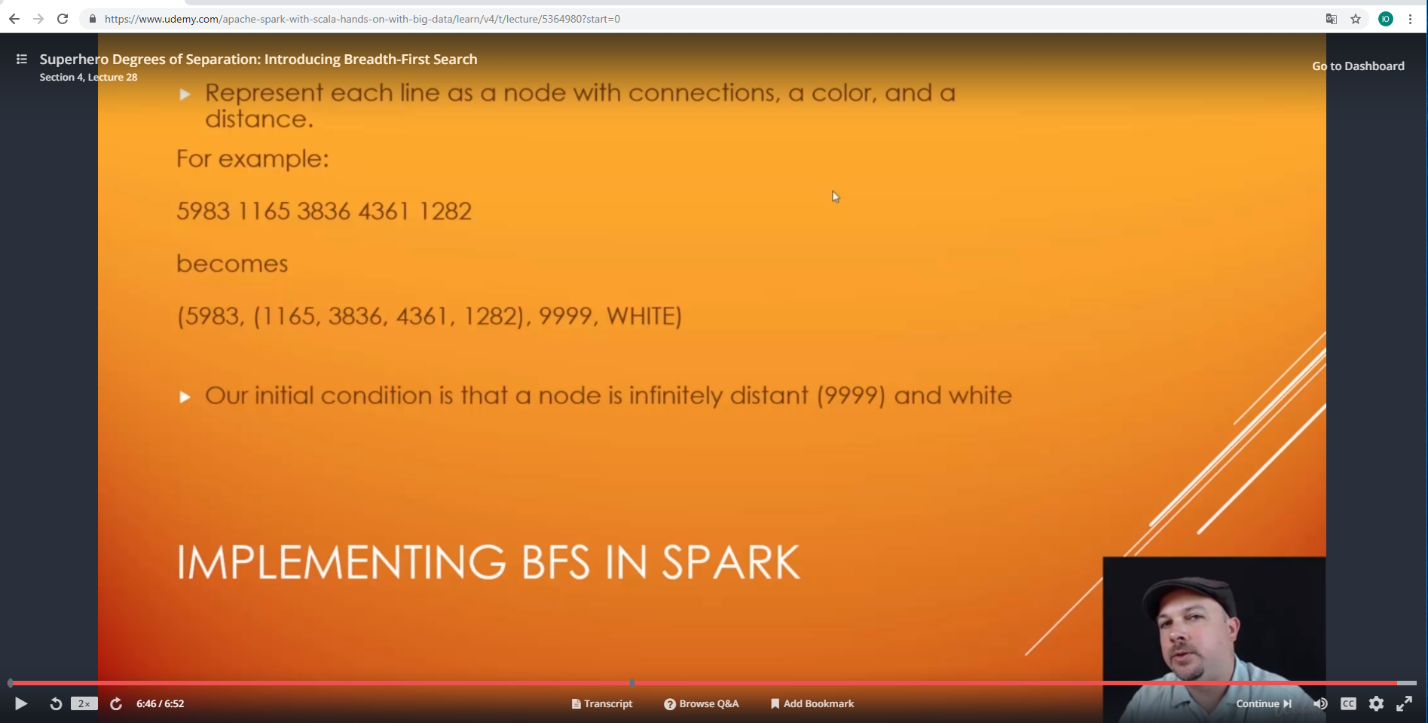 https://www.udemy.com/apache-spark-with-scala-hands-on-with-big-data/learn/v4/t/lecture/5364980?start=0
IO
Superhero Degrees of Separation: Introducing Breadth-First Search
Section 4, Lecture 28
Go to Dashboard
Represent each line as a node with connections, a color, and a
distance.
For example:
5983 1165 3836 4361 1282
becomes
(5983, (1165, 3836, 4361, 1282), 9999, WHITE)
Our initial condition is that a node is infinitely distant (9999) and white
IMPLEMENTING BFS IN SPARK
2x
6:46 / 6:52
Transcript
Browse Q&A
Add Bookmark
Continue
CC